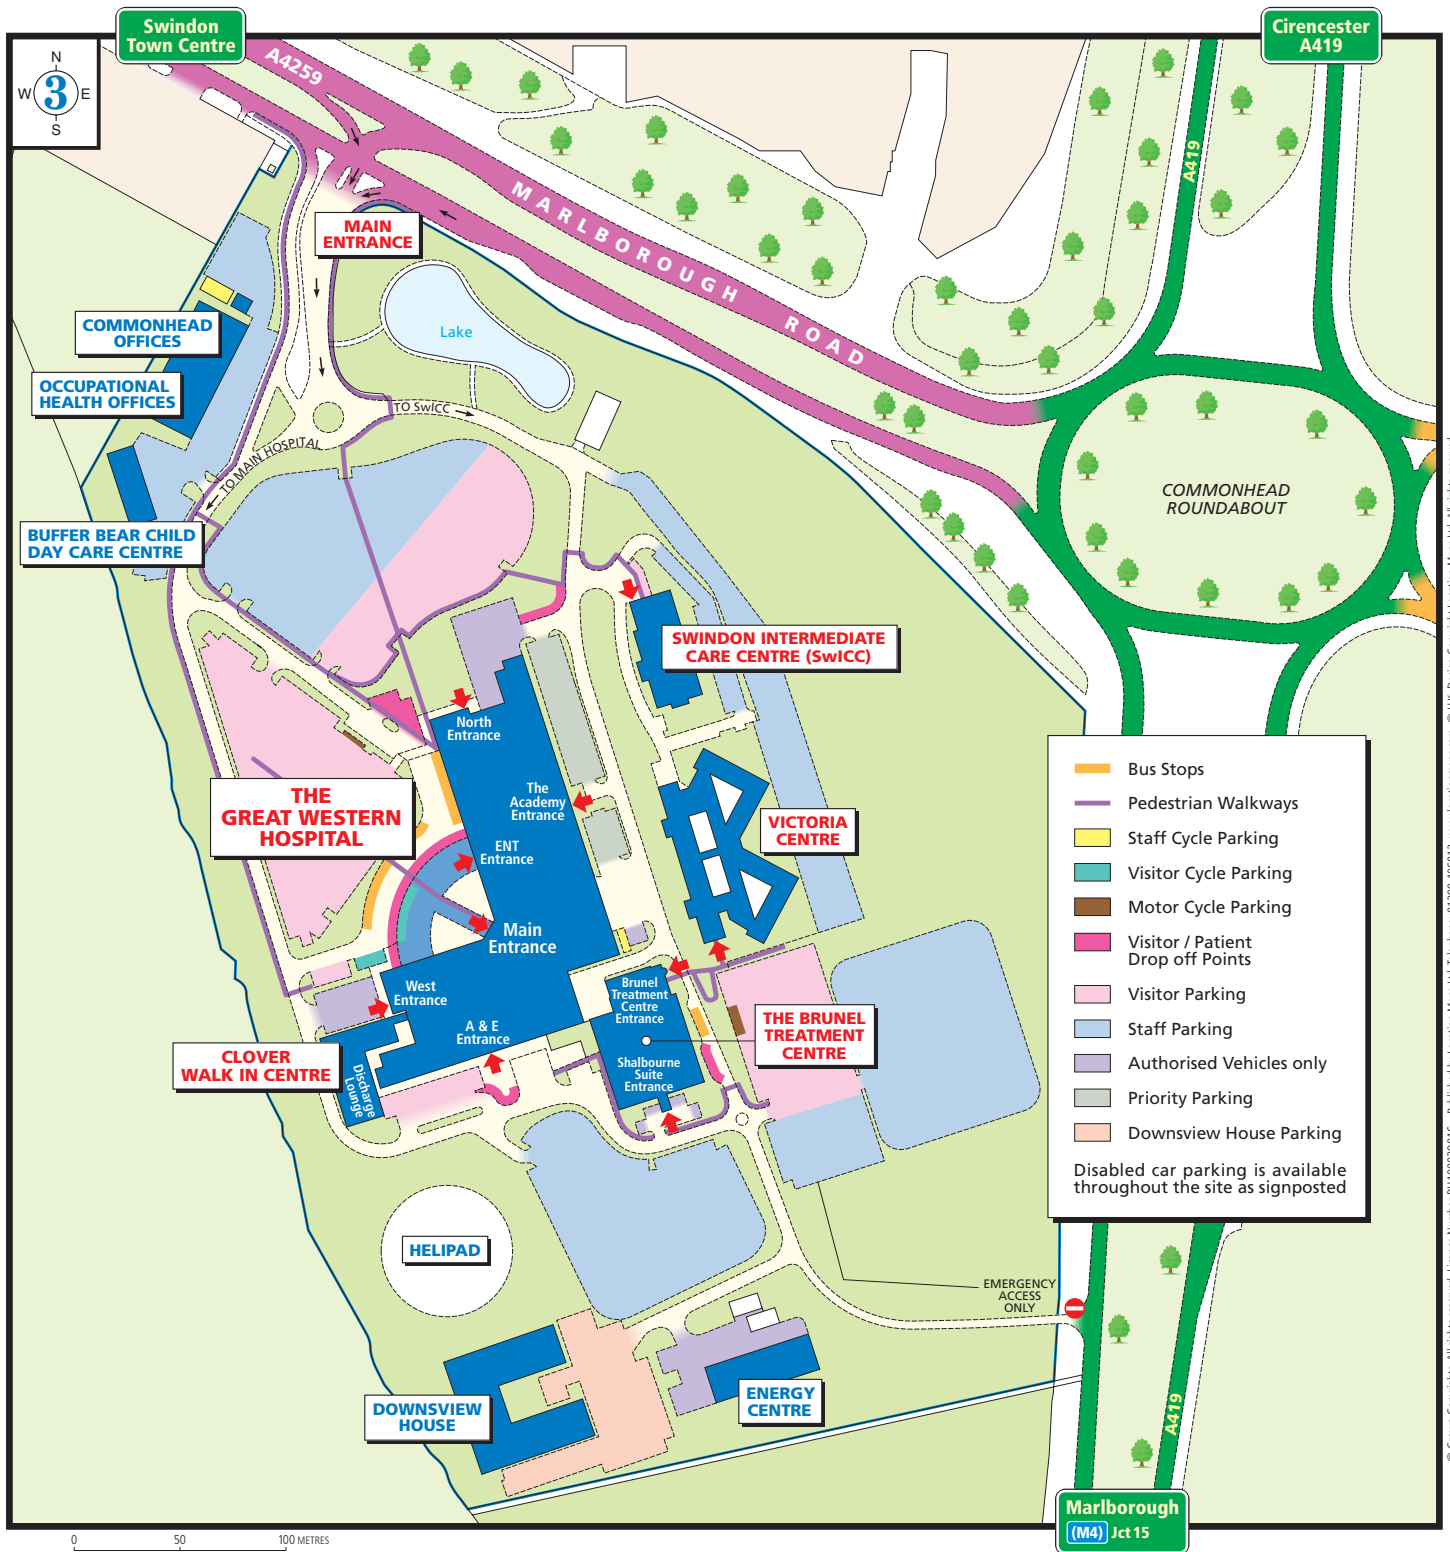 Swindon
Town Centre
Cirencester
A419
N
W 3 E
S
A4259
A419
MARLBOROUGH ROAD
MAIN
ENTRANCE
COMMONHEAD
OFFICES
Lake
OCCUPATIONAL
HEALTH OFFICES
TO SwICC
TO MAIN HOSPITAL
COMMONHEAD
ROUNDABOUT
BUFFER BEAR CHILD
DAY CARE CENTRE
SWINDON INTERMEDIATE
CARE CENTRE (SwICC)
North
Entrance
The
Academy
Entrance
THE
GREAT WESTERN
HOSPITAL
ENT
Entrance
VICTORIA
CENTRE
Main
Entrance
West
Entrance
Brunel
Treatment
Centre
Entrance
A & E
Entrance
THE BRUNEL
TREATMENT
CENTRE
CLOVER
WALK IN CENTRE
Discharge
Lounge
Shalbourne
Suite
Entrance
Bus Stops
Pedestrian Walkways
Staff Cycle Parking
Visitor Cycle Parking
Motor Cycle Parking
Visitor / Patient
Drop off Points
Visitor Parking
Staff Parking
Authorised Vehicles only
Priority Parking
Downsview House Parking
Disabled car parking is available
throughout the site as signposted
HELIPAD
EMERGENCY
ACCESS
ONLY
DOWNSVIEW
HOUSE
ENERGY
CENTRE
A419
Marlborough
(M4) Jct 15
0 50 100 METRES